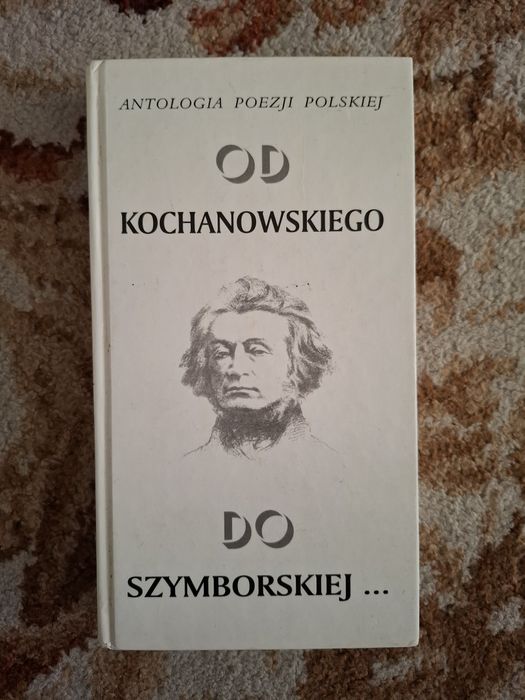 ANTOLOGIA POEZJI POLSKIEJ
OD
KOCHANOWSKIEGO
DO
SZYMBORSKIEJ ...